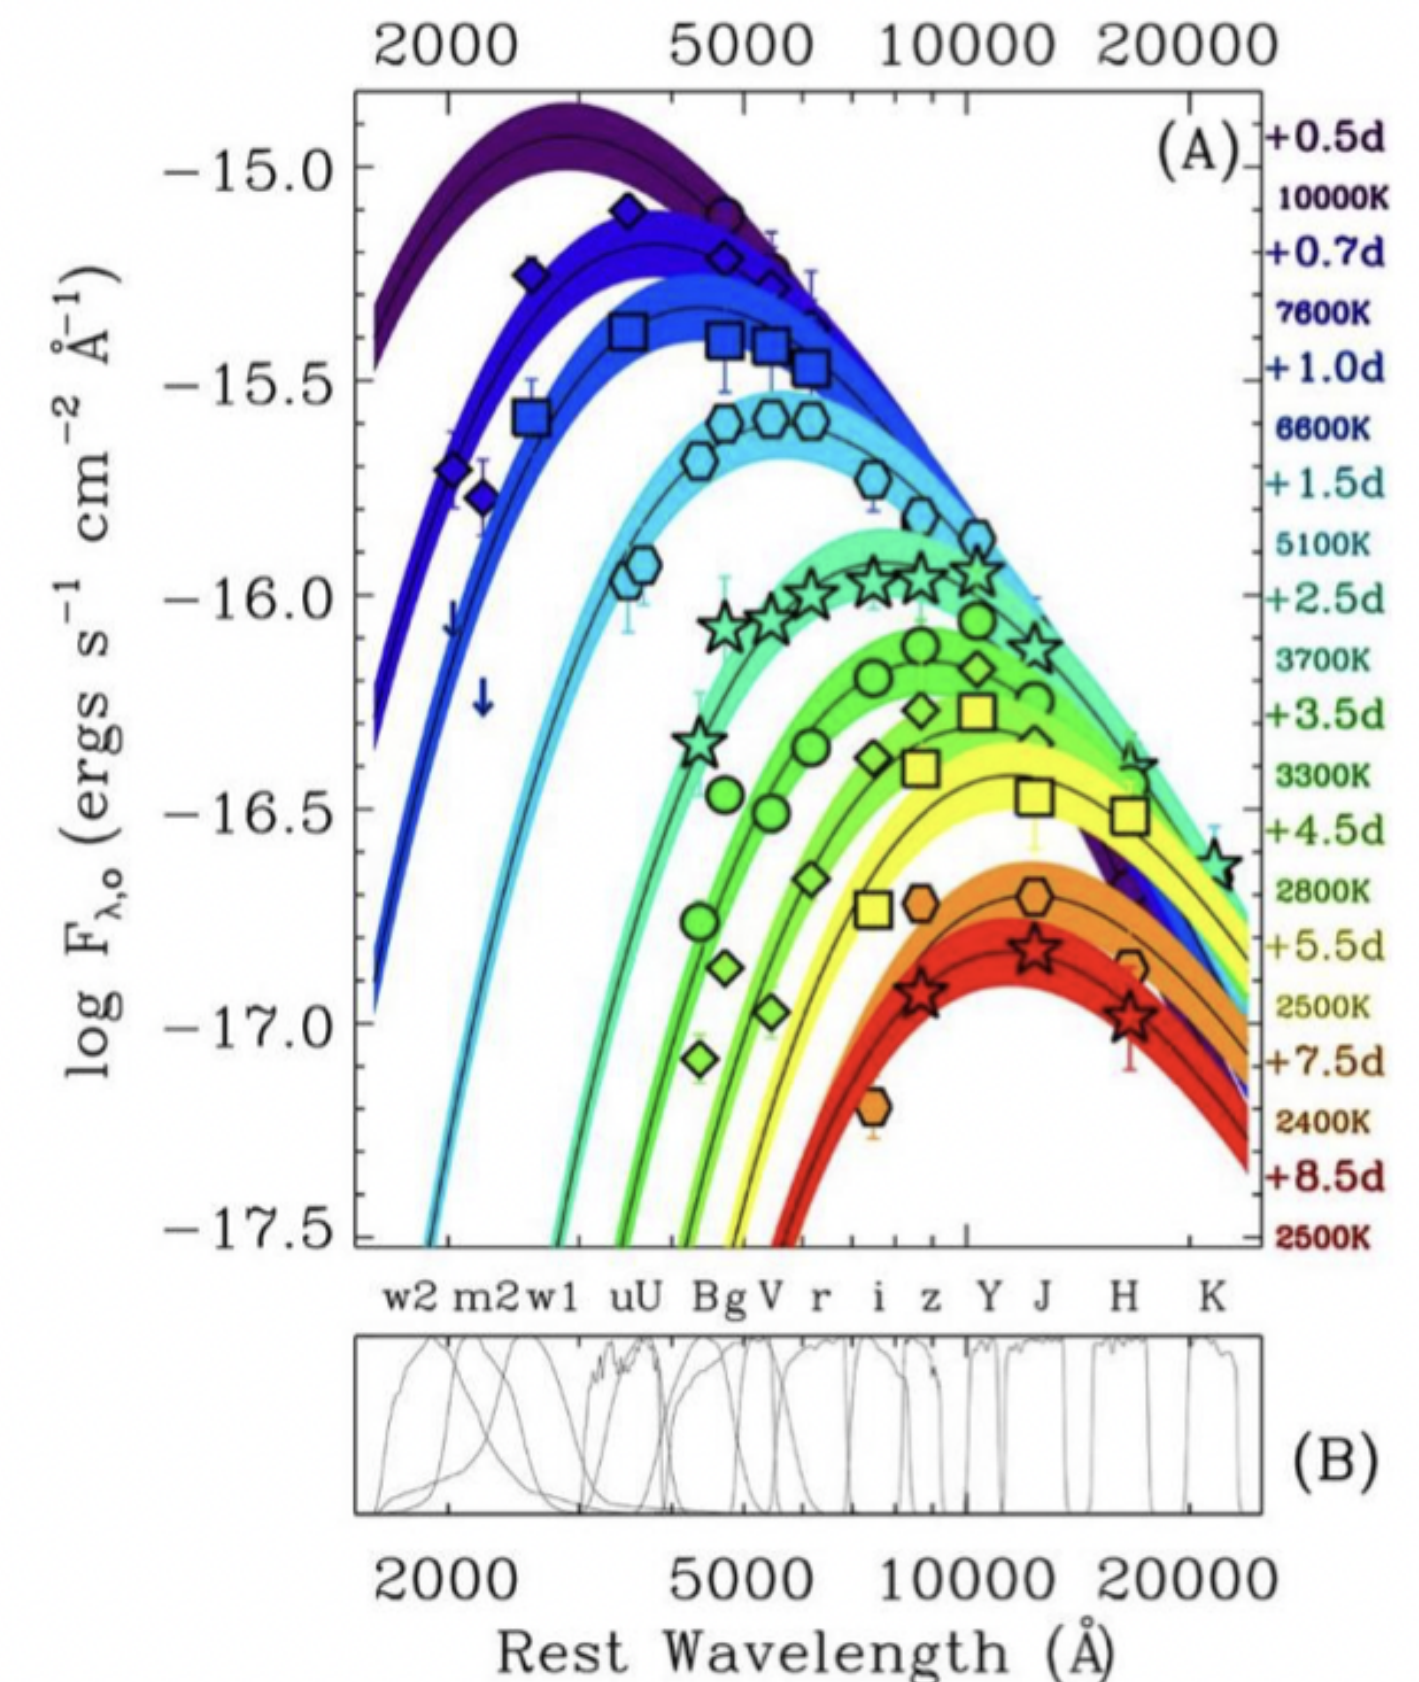 2000 5000 10000 20000
(A)
−15.0
−15.5
−16.0
−16.5
−17.0
−17.5
log Fλ,o (ergs s−1 cm−2 Å−1)
+0.5d
10000K
+0.7d
7600K
+1.0d
6600K
+1.5d
5100K
+2.5d
3700K
+3.5d
3300K
+4.5d
2800K
+5.5d
2500K
+7.5d
2400K
+8.5d
2500K
w2 m2 w1 uU Bg V r i z Y J H K
(B)
2000 5000 10000 20000
Rest Wavelength (Å)